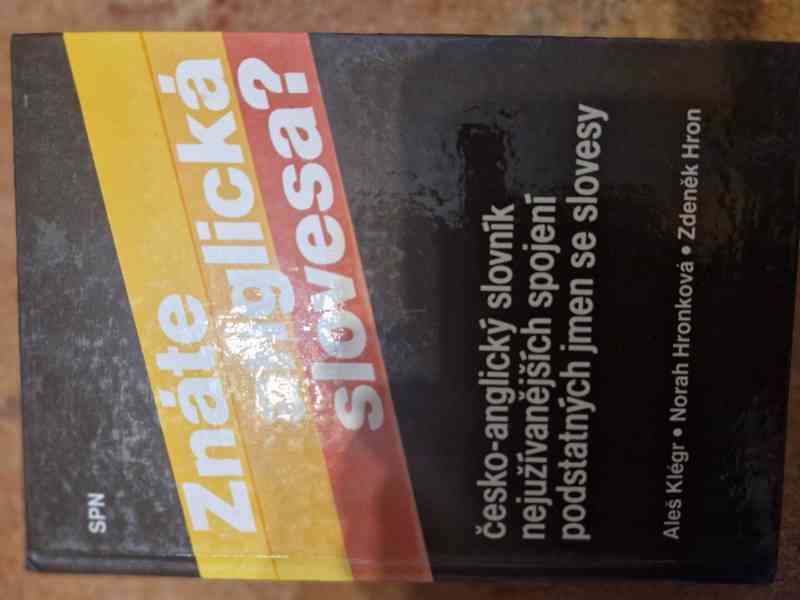 SPN
Znáte
anglická
slovesa?
česko-anglický slovník
nejužívanějších spojení
podstatných jmen se slovesy
Aleš Klégr • Norah Hronková • Zdeněk Hron